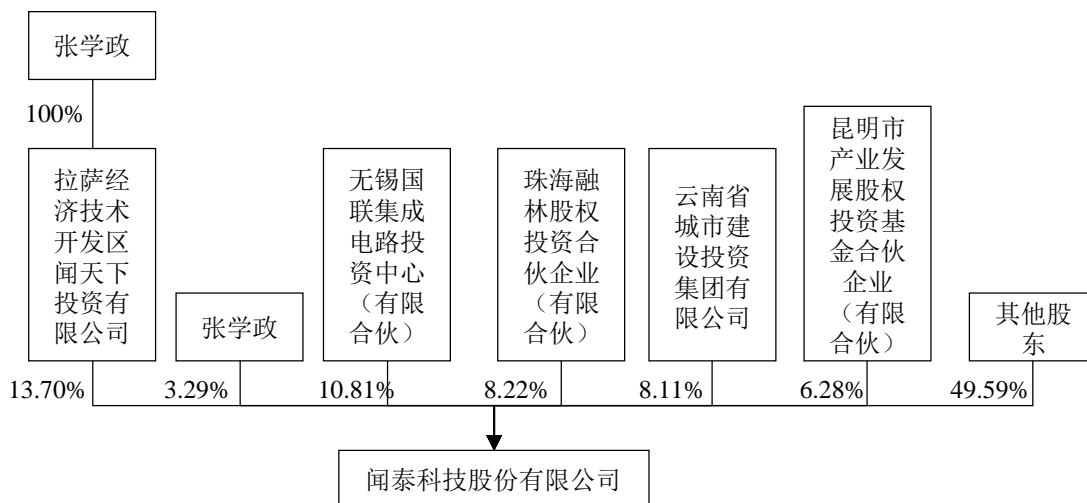 张学政
100%
拉萨经
济技术
开发区
闻天下
投资有
限公司
张学政
无锡国
联集成
电路投
资中心
（有限
合伙）
珠海融
林股权
投资合
伙企业
（有限
合伙）
云南省
城市建
设投资
集团有
限公司
昆明市
产业发
展股权
投资基
金合伙
企业
（有限
合伙）
其他股
东
13.70%
3.29%
10.81%
8.22%
8.11%
6.28%
49.59%
闻泰科技股份有限公司